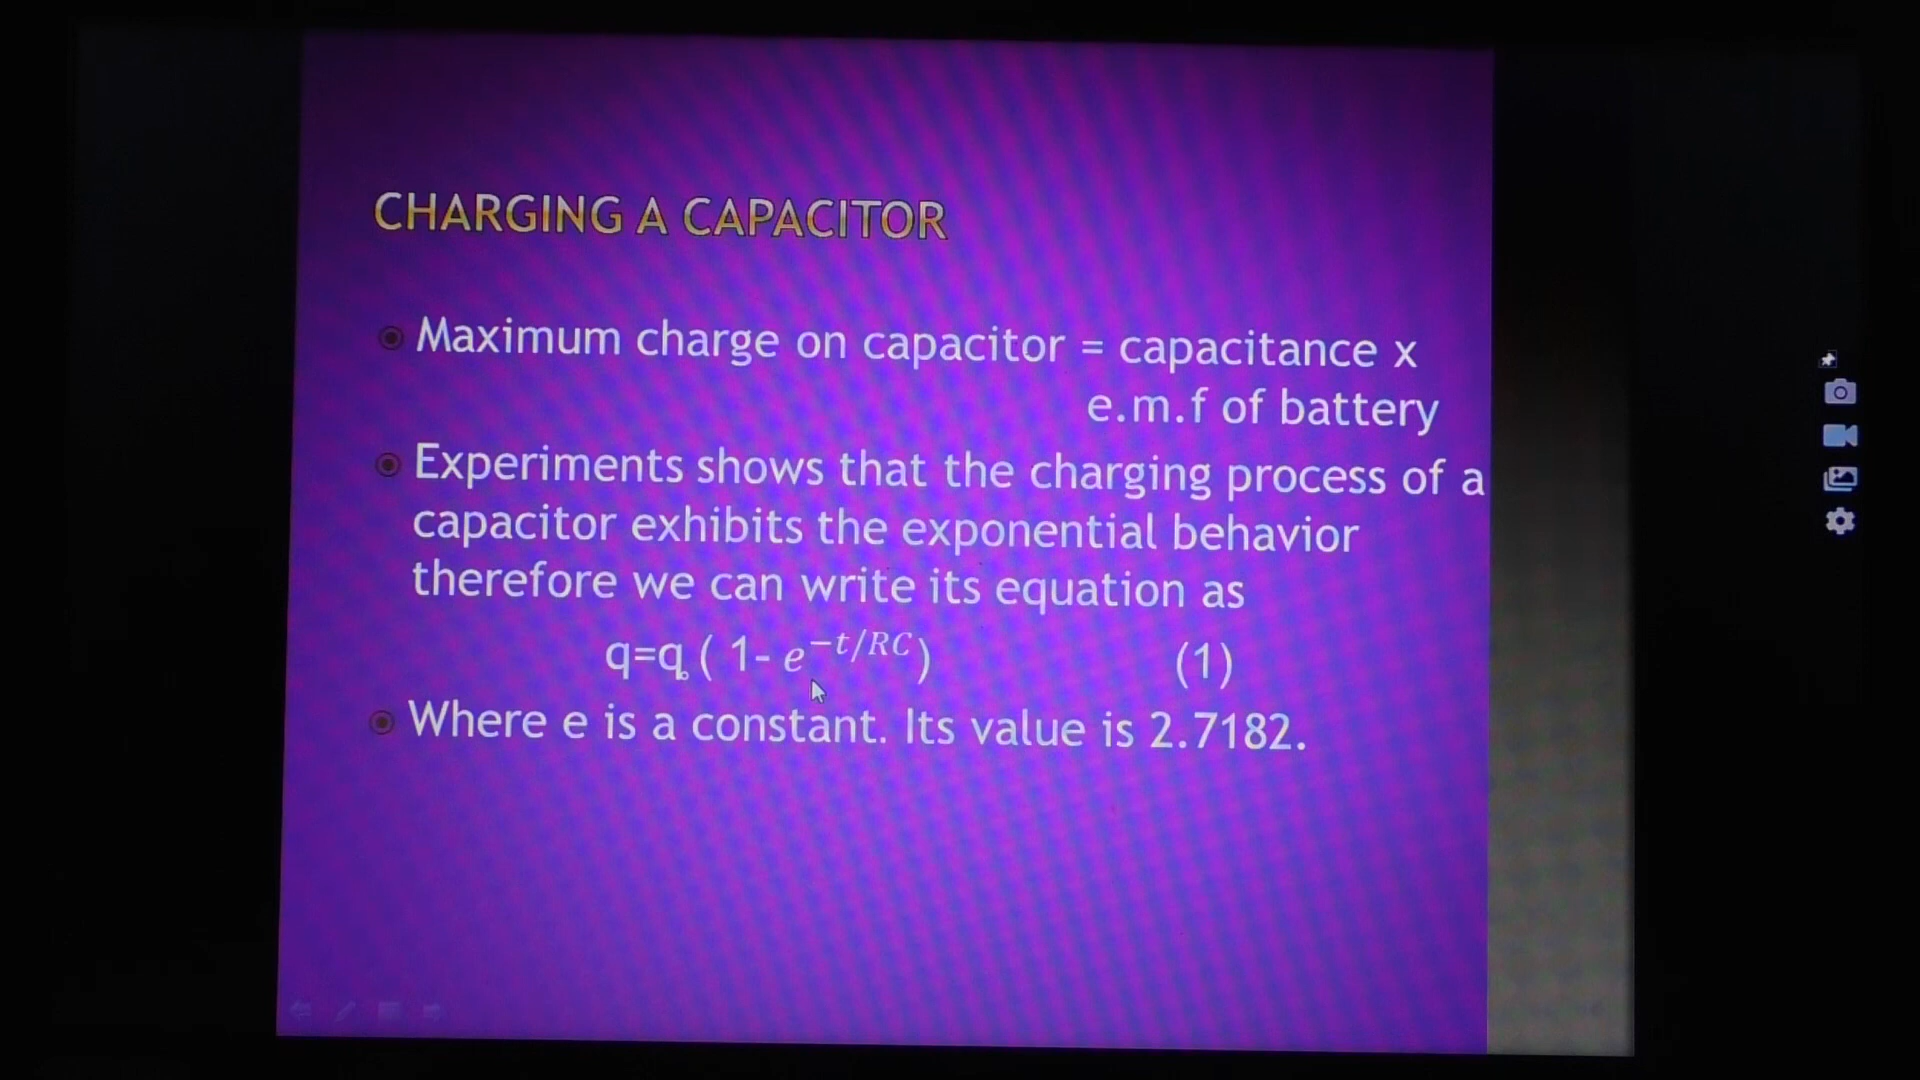 CHARGING A CAPACITOR
Maximum charge on capacitor = capacitance x
e.m.f of battery
Experiments shows that the charging process of a
capacitor exhibits the exponential behavior
therefore we can write its equation as
q=q₀ ( 1- e^−t/RC ) (1)
Where e is a constant. Its value is 2.7182.